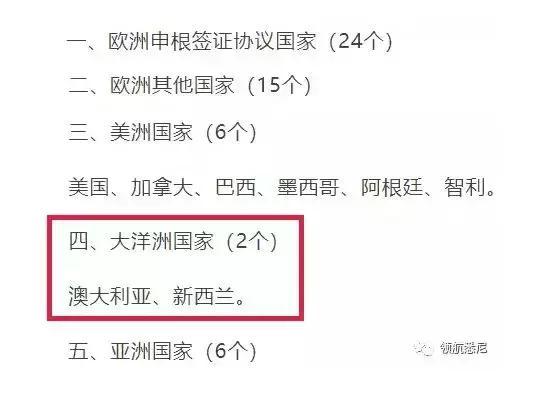 一、欧洲申根签证协议国家（24个）
二、欧洲其他国家（15个）
三、美洲国家（6个）
美国、加拿大、巴西、墨西哥、阿根廷、智利。
四、大洋洲国家（2个）
澳大利亚、新西兰。
五、亚洲国家（6个）
领航悉尼